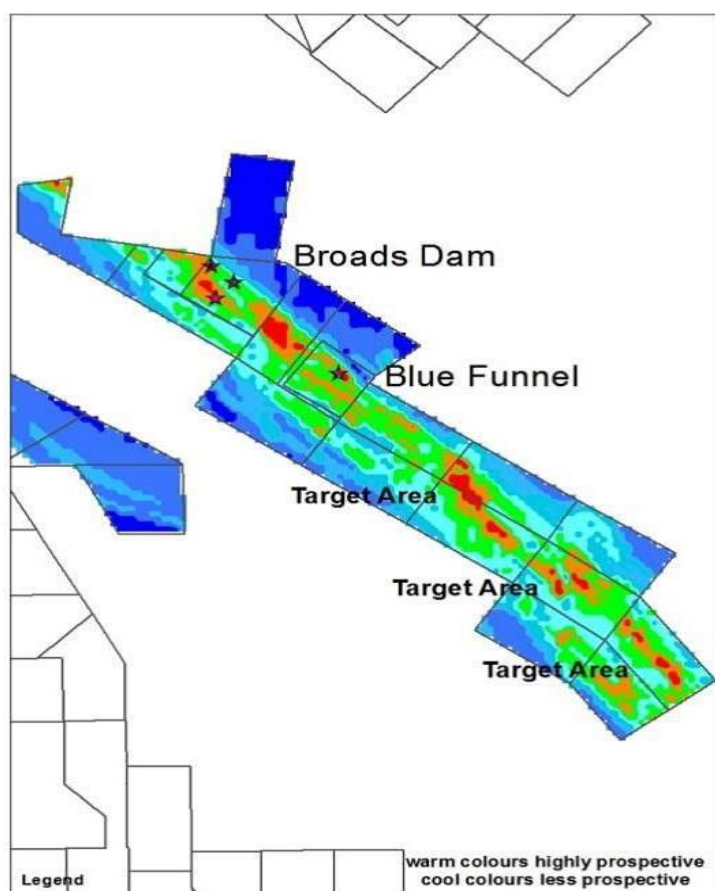 Broads Dam
Blue Funnel
Target Area
Target Area
Target Area
warm colours highly prospective
Legend
cool colours less prospective